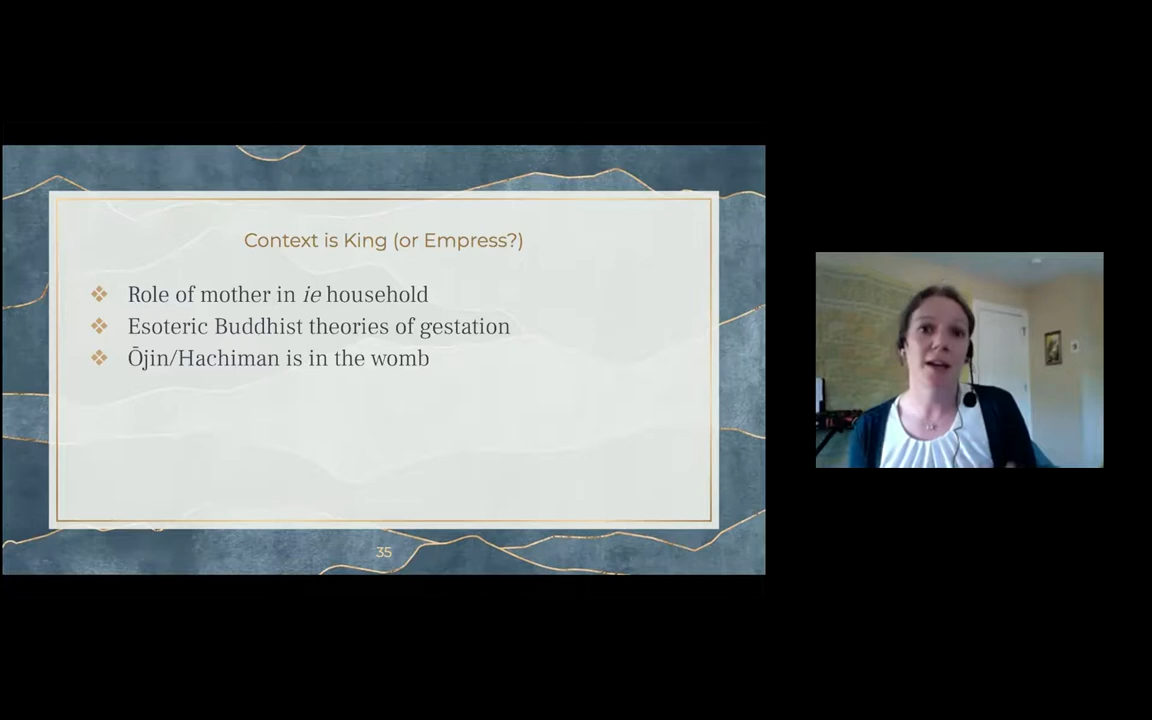 Context is King (or Empress?)
❖ Role of mother in ie household
❖ Esoteric Buddhist theories of gestation
❖ Ōjin/Hachiman is in the womb
35